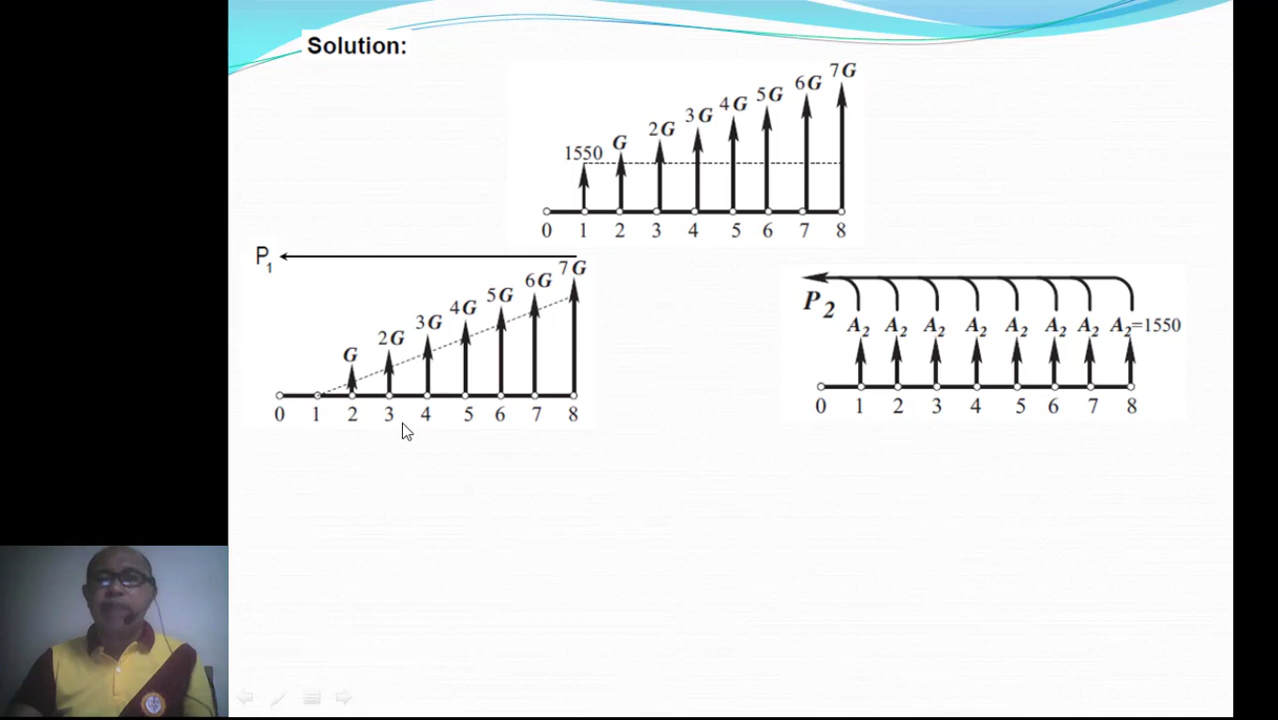 Solution:
1550 G 2G 3G 4G 5G 6G 7G
0 1 2 3 4 5 6 7 8
P1
G 2G 3G 4G 5G 6G 7G
0 1 2 3 4 5 6 7 8
P2
A2 A2 A2 A2 A2 A2 A2 A2=1550
0 1 2 3 4 5 6 7 8